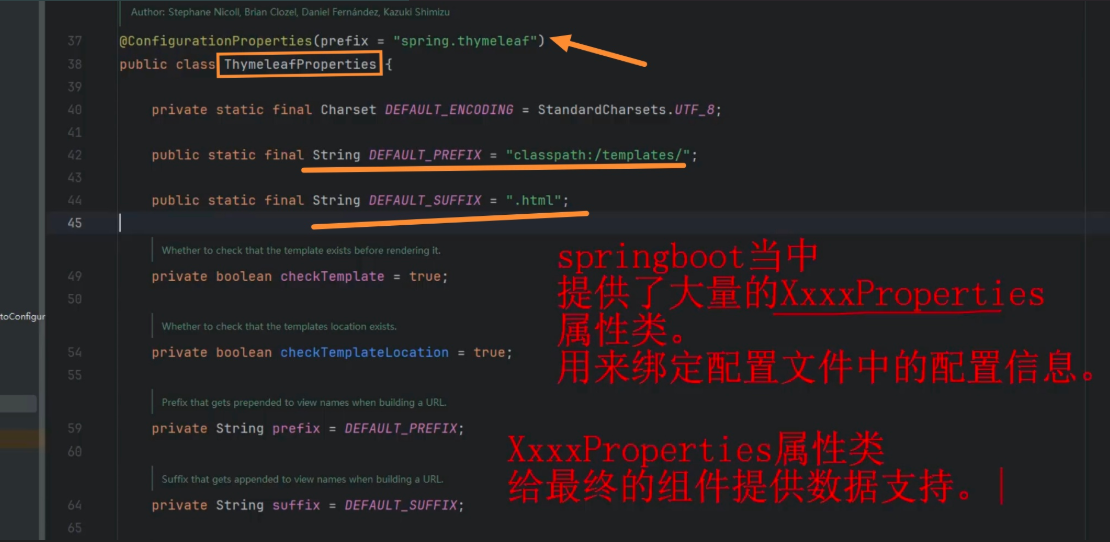 Author: Stephane Nicoll, Brian Clozel, Daniel Fernández, Kazuki Shimizu
37 @ConfigurationProperties(prefix = "spring.thymeleaf")
38 public class ThymeleafProperties {
39
40 private static final Charset DEFAULT_ENCODING = StandardCharsets.UTF_8;
41
42 public static final String DEFAULT_PREFIX = "classpath:/templates/";
43
44 public static final String DEFAULT_SUFFIX = ".html";
45
Whether to check that the template exists before rendering it.
49 private boolean checkTemplate = true;
50
Whether to check that the templates location exists.
54 private boolean checkTemplateLocation = true;
55
Prefix that gets prepended to view names when building a URL.
59 private String prefix = DEFAULT_PREFIX;
60
Suffix that gets appended to view names when building a URL.
64 private String suffix = DEFAULT_SUFFIX;
65
toConfigur
springboot当中
提供了大量的XxxxProperties
属性类。
用来绑定配置文件中的配置信息。
XxxxProperties属性类
给最终的组件提供数据支持。